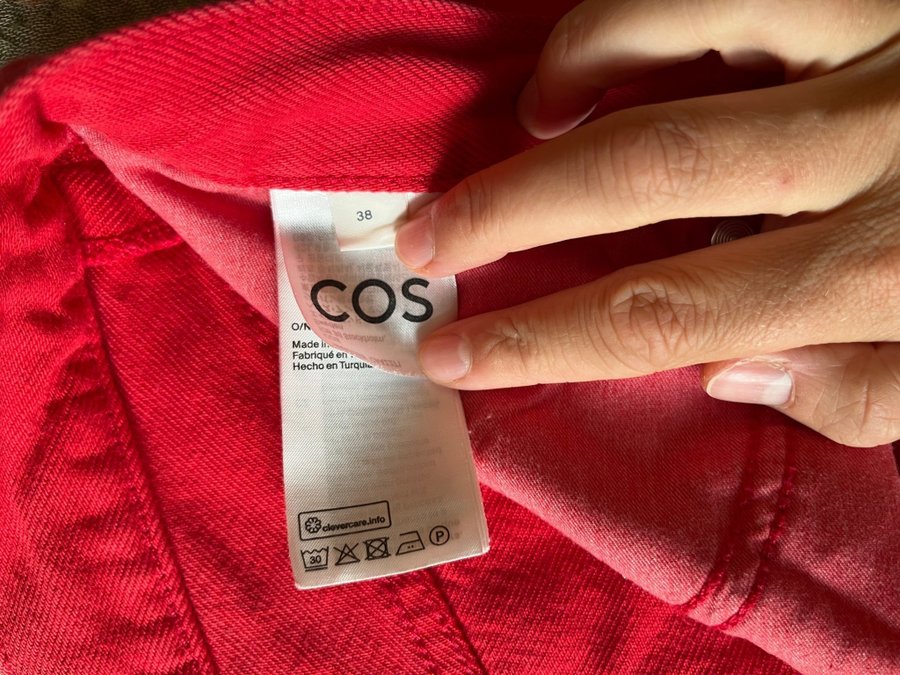 38
COS
Made in
Fabriqué en
Hecho en Turquía
clevercare.info
30
P